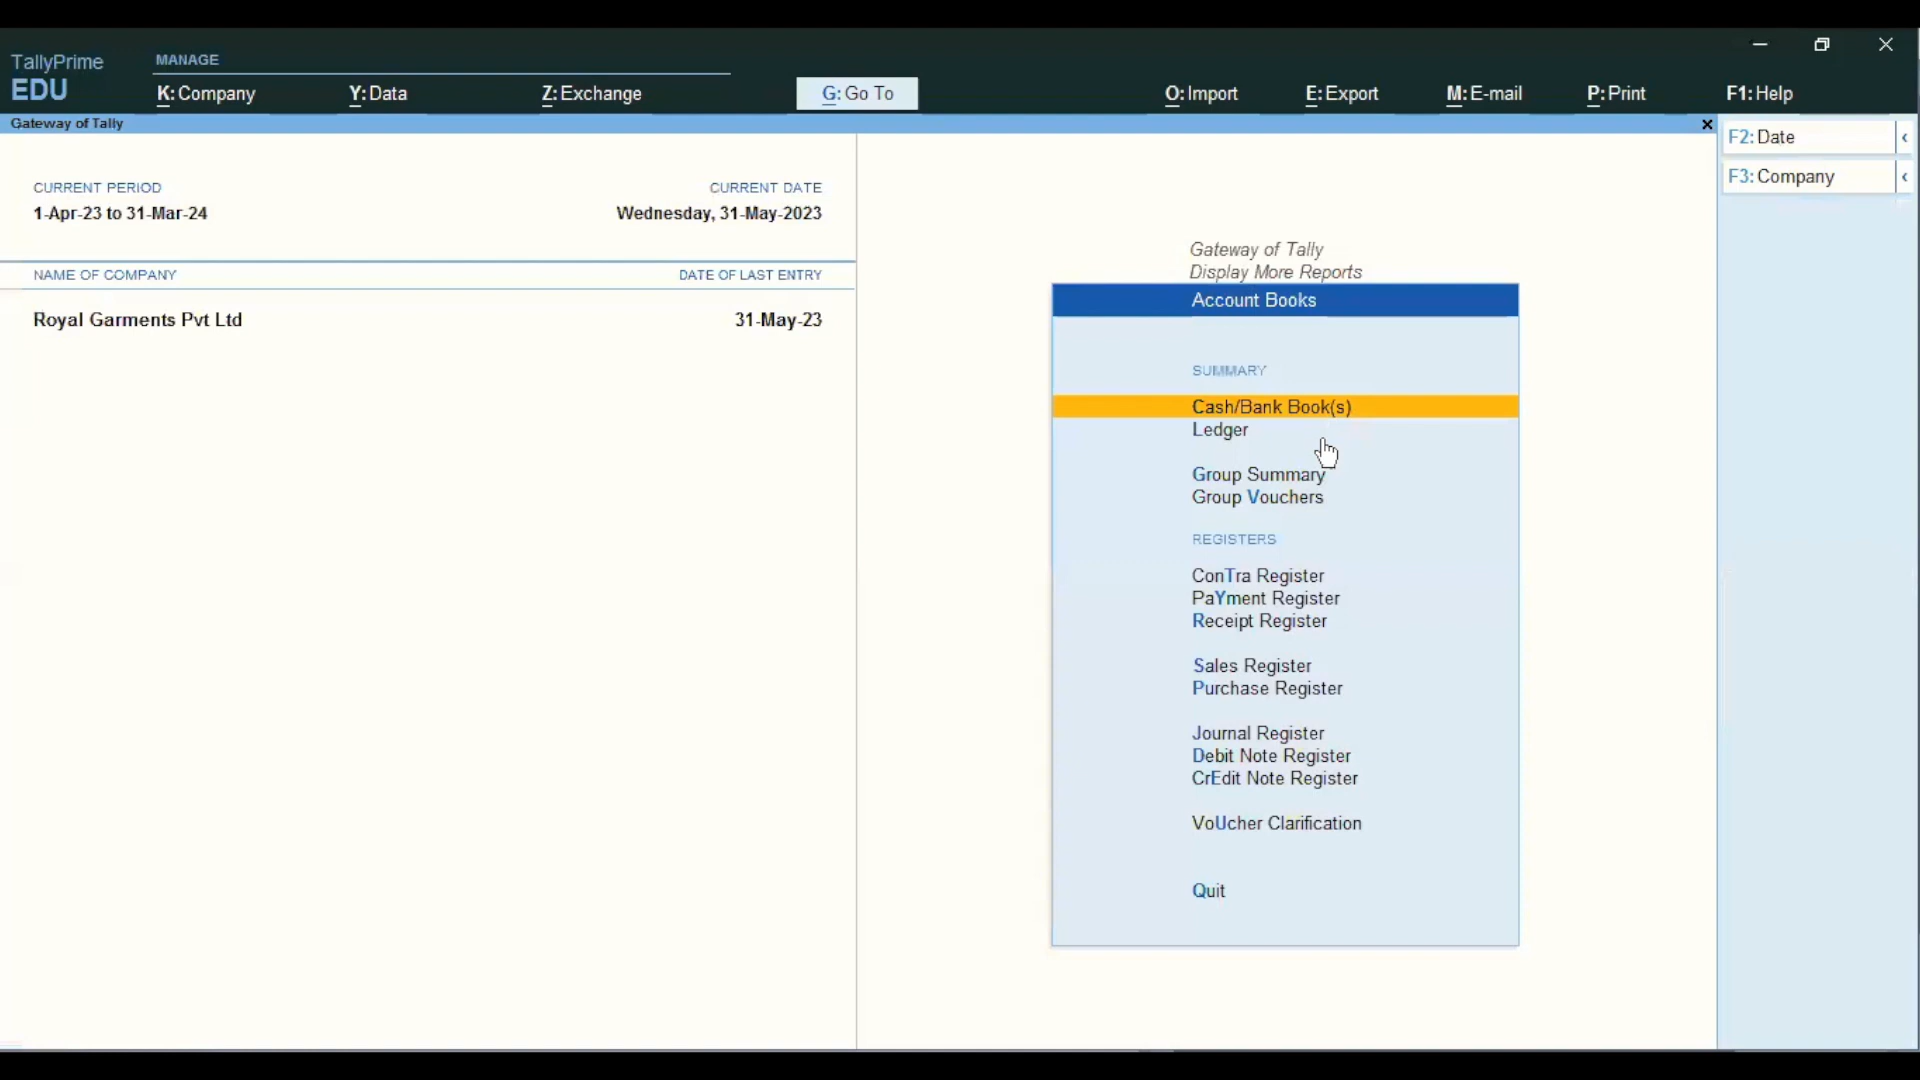 TallyPrime
EDU
MANAGE
K: Company
Y: Data
Z: Exchange
G: Go To
O: Import
E: Export
M: E-mail
P: Print
F1: Help
Gateway of Tally
F2: Date
F3: Company
CURRENT PERIOD
CURRENT DATE
1-Apr-23 to 31-Mar-24
Wednesday, 31-May-2023
NAME OF COMPANY
DATE OF LAST ENTRY
Royal Garments Pvt Ltd
31-May-23
Gateway of Tally
Display More Reports
Account Books
SUMMARY
Cash/Bank Book(s)
Ledger
Group Summary
Group Vouchers
REGISTERS
ConTra Register
PaYment Register
Receipt Register
Sales Register
Purchase Register
Journal Register
Debit Note Register
CrEdit Note Register
VoUcher Clarification
Quit